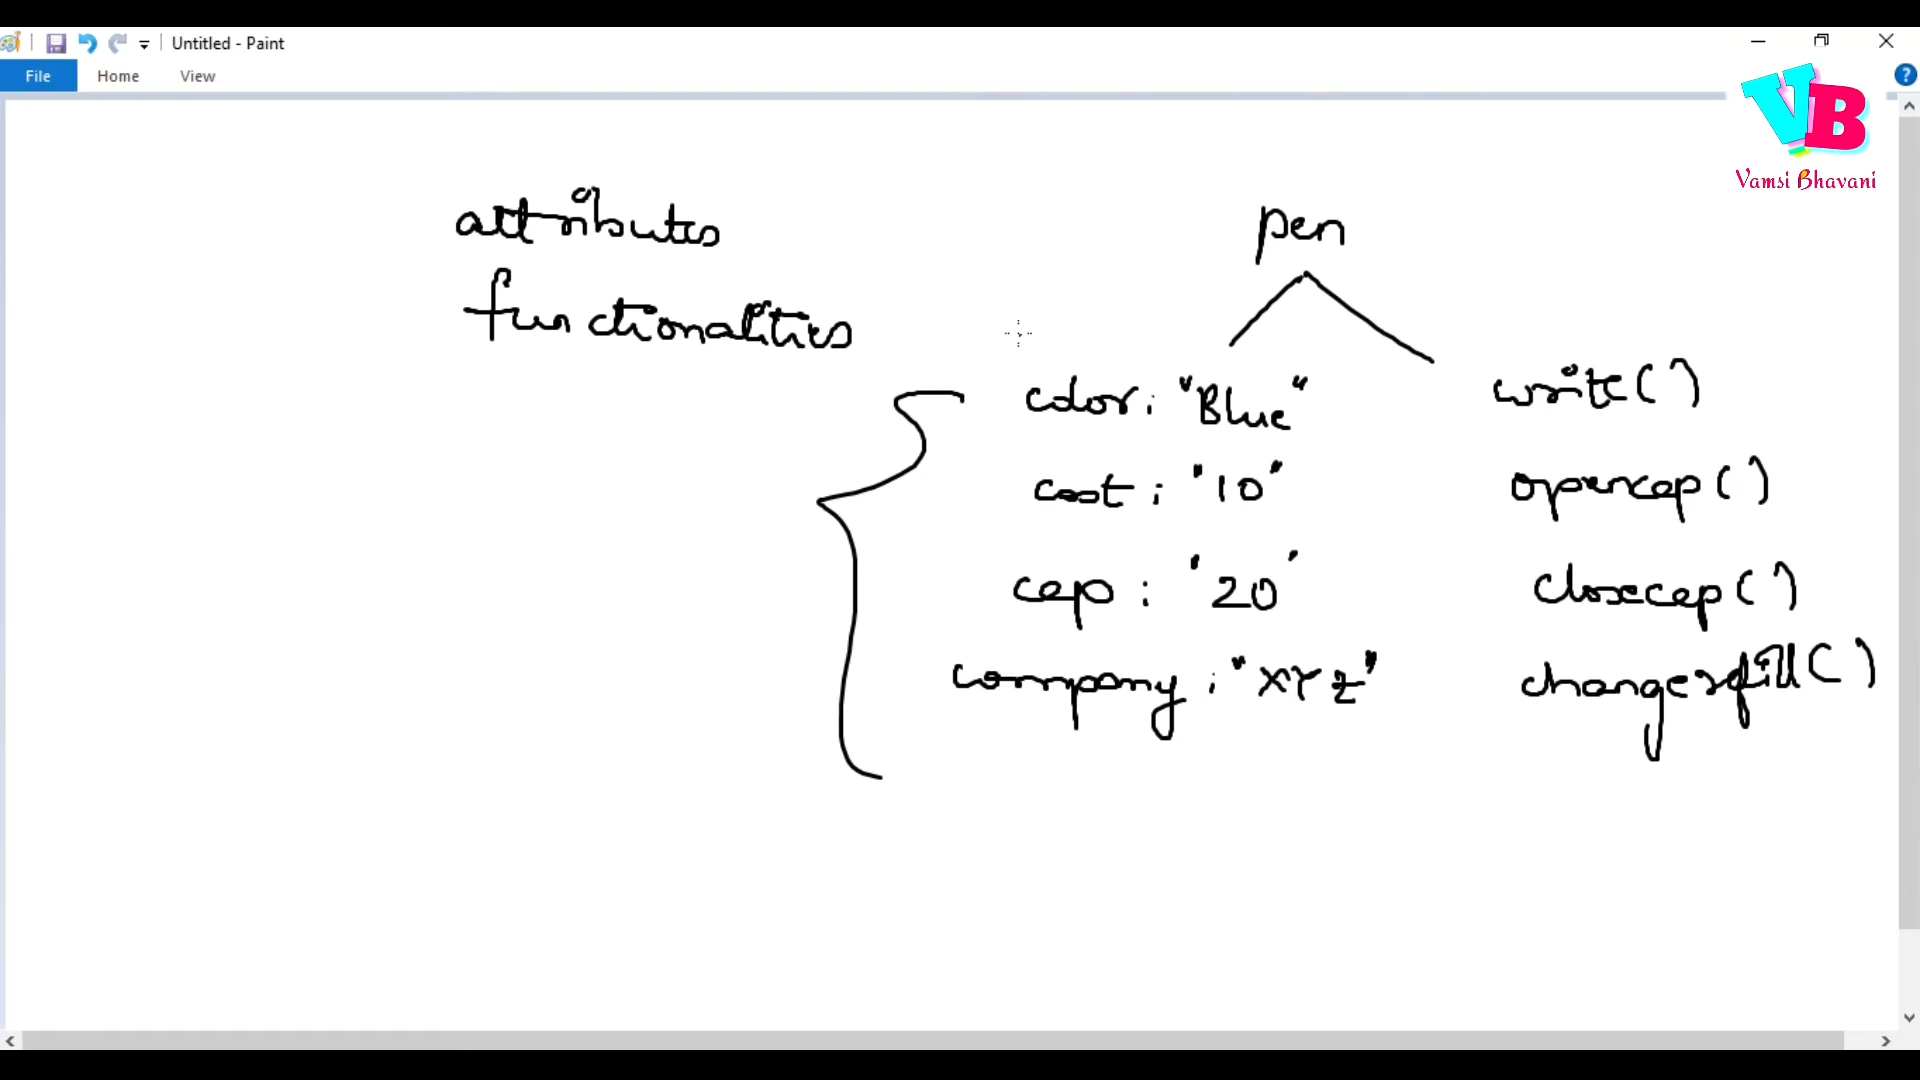 Untitled - Paint
File Home View
VB
Vamsi Bhavani
attributes
functionalities
pen
color: "Blue"
cost: "10"
cap: "20"
company: "XYZ"
write()
opencap()
closecap()
changerefill()